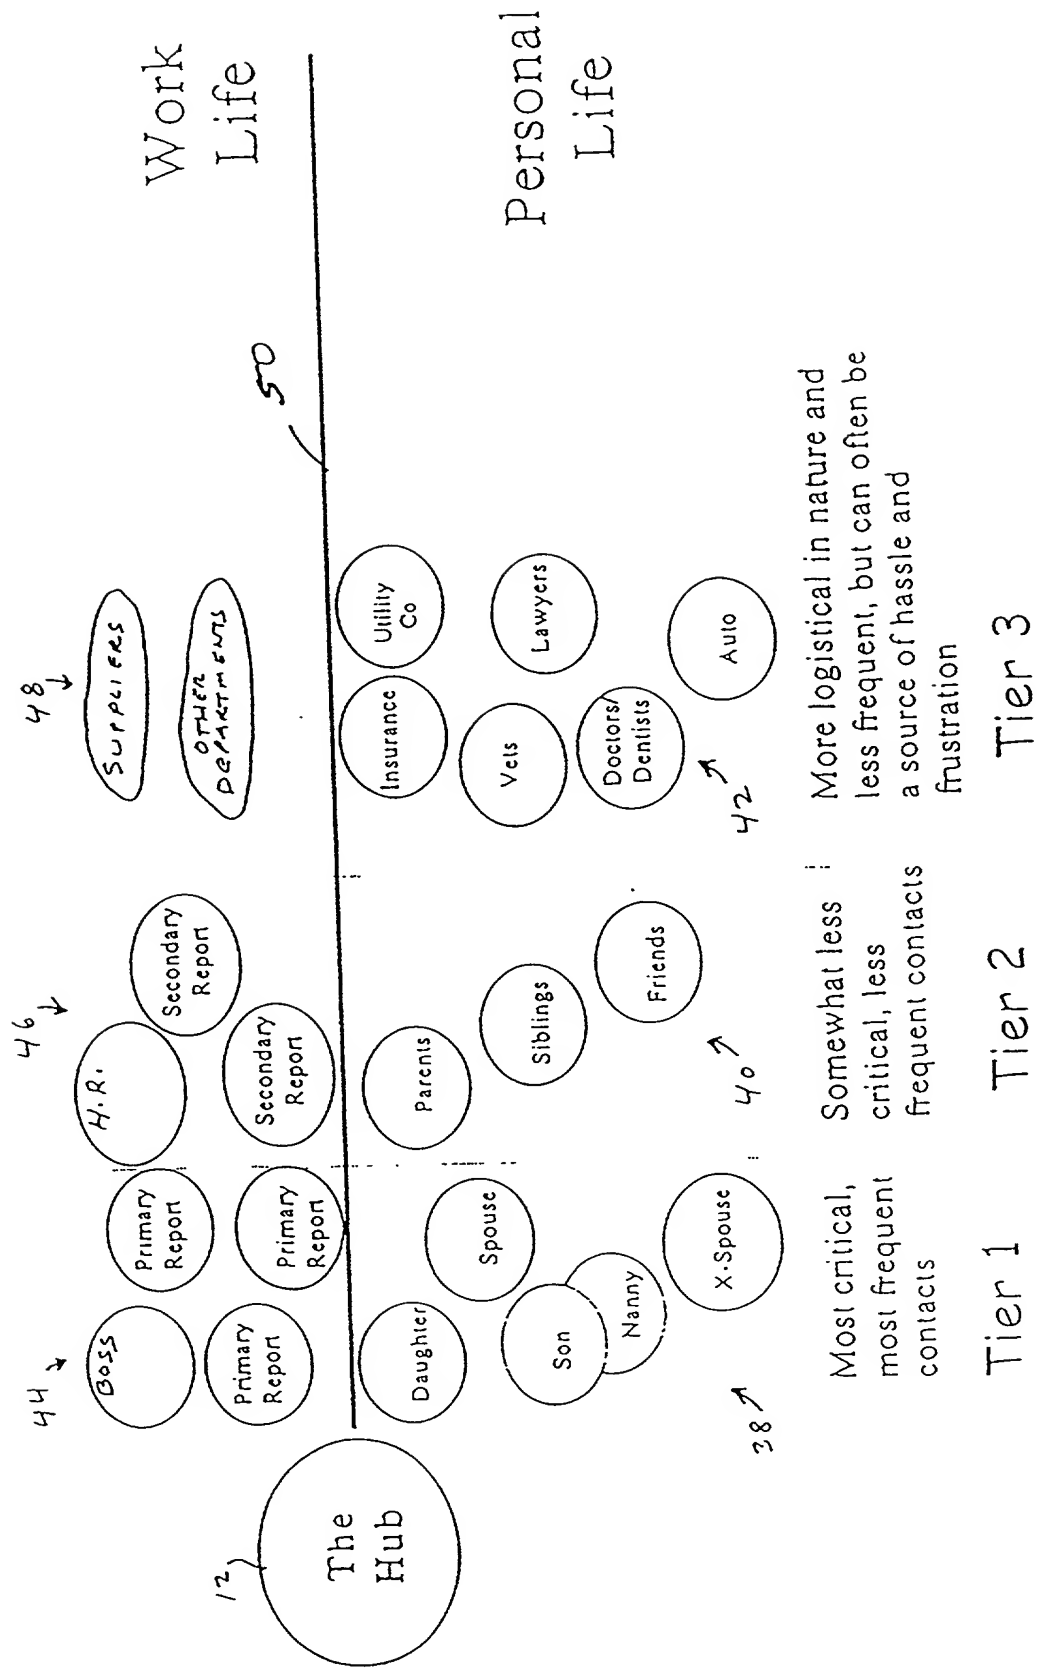 Work
Life
Personal
Life
44
46
48
50
12
The
Hub
BOSS
Primary
Report
Primary
Report
Primary
Report
H.R.
Secondary
Report
Secondary
Report
SUPPLIERS
OTHER
DEPARTMENTS
Daughter
Spouse
Son
Nanny
X-Spouse
Parents
Siblings
Friends
Insurance
Utility
Co
Vets
Lawyers
Doctors/
Dentists
Auto
38
40
42
Most critical,
most frequent
contacts
Tier 1
Somewhat less
critical, less
frequent contacts
Tier 2
More logistical in nature and
less frequent, but can often be
a source of hassle and
frustration
Tier 3